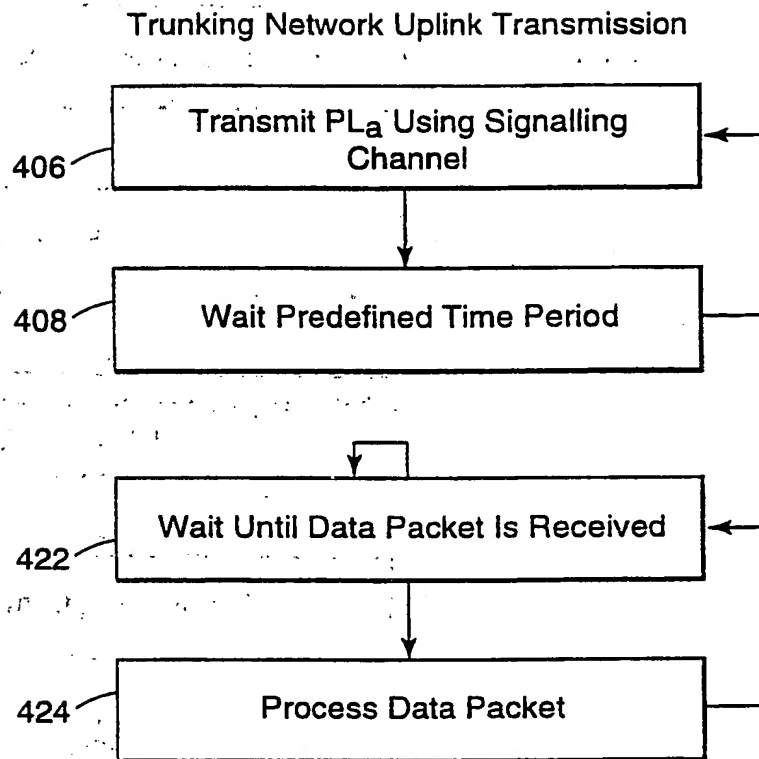 Trunking Network Uplink Transmission
Transmit PLa Using Signalling
Channel
406
408
Wait Predefined Time Period
Wait Until Data Packet Is Received
422
424
Process Data Packet